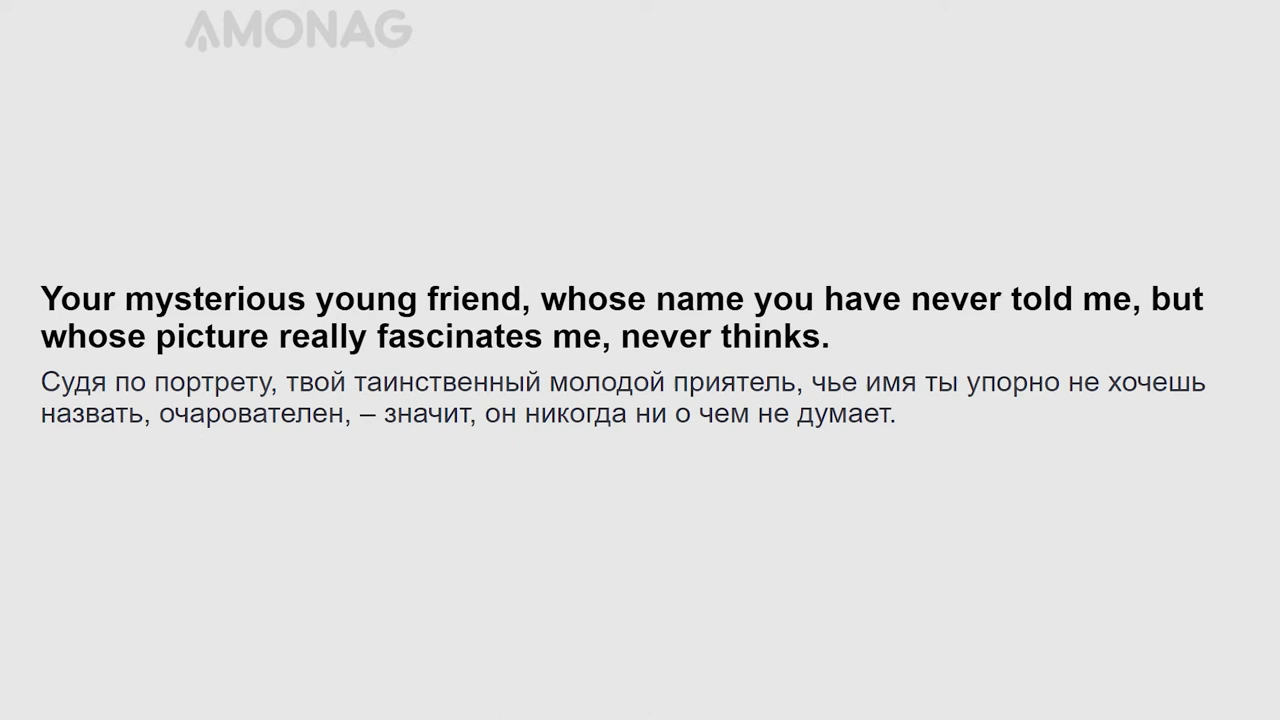 AMONAG
Your mysterious young friend, whose name you have never told me, but
whose picture really fascinates me, never thinks.
Судя по портрету, твой таинственный молодой приятель, чье имя ты упорно не хочешь
назвать, очарователен, – значит, он никогда ни о чем не думает.